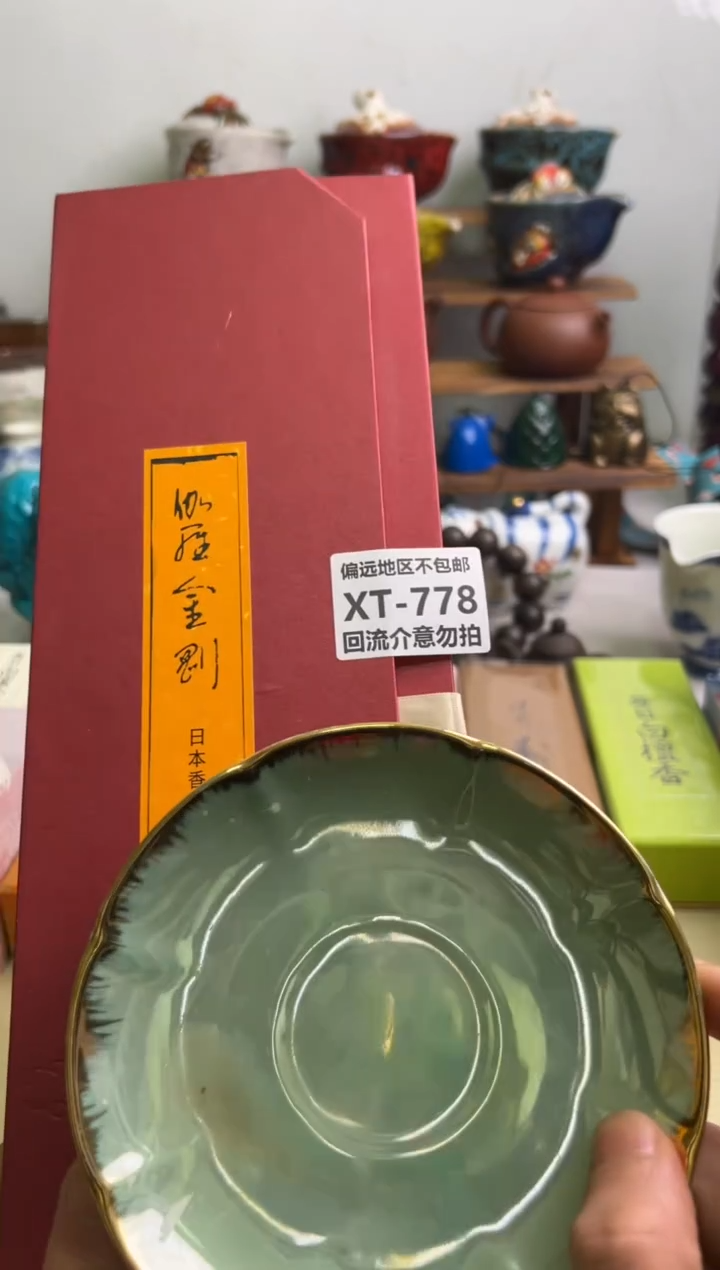 伽羅金剛
日本香
偏远地区不包邮
XT-778
回流介意勿拍